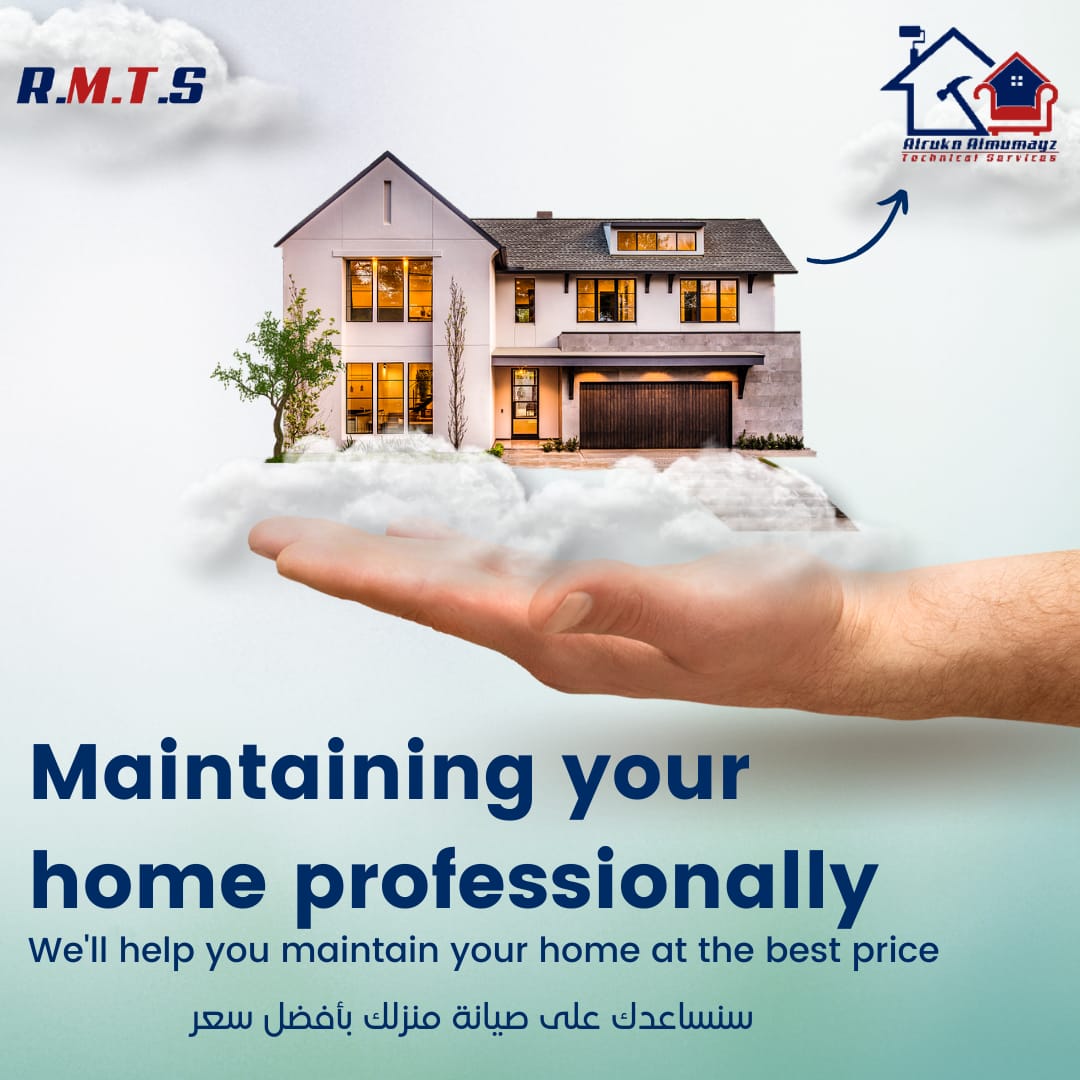 R.M.T.S
Alrukn Almumayz
Technical Services
Maintaining your
home professionally
We'll help you maintain your home at the best price
سنساعدك على صيانة منزلك بأفضل سعر